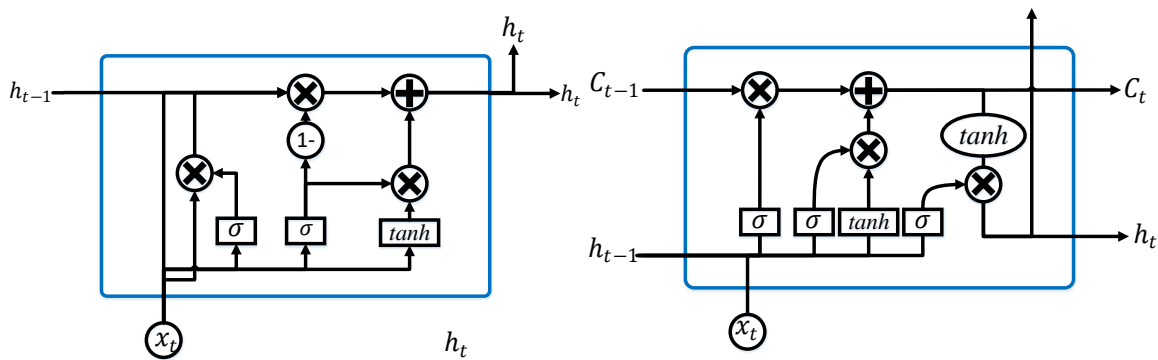 h_t
h_{t-1}
h_t
1-
σ
σ
tanh
x_t
h_t
C_{t-1}
C_t
tanh
σ
σ
tanh
σ
h_{t-1}
h_t
x_t